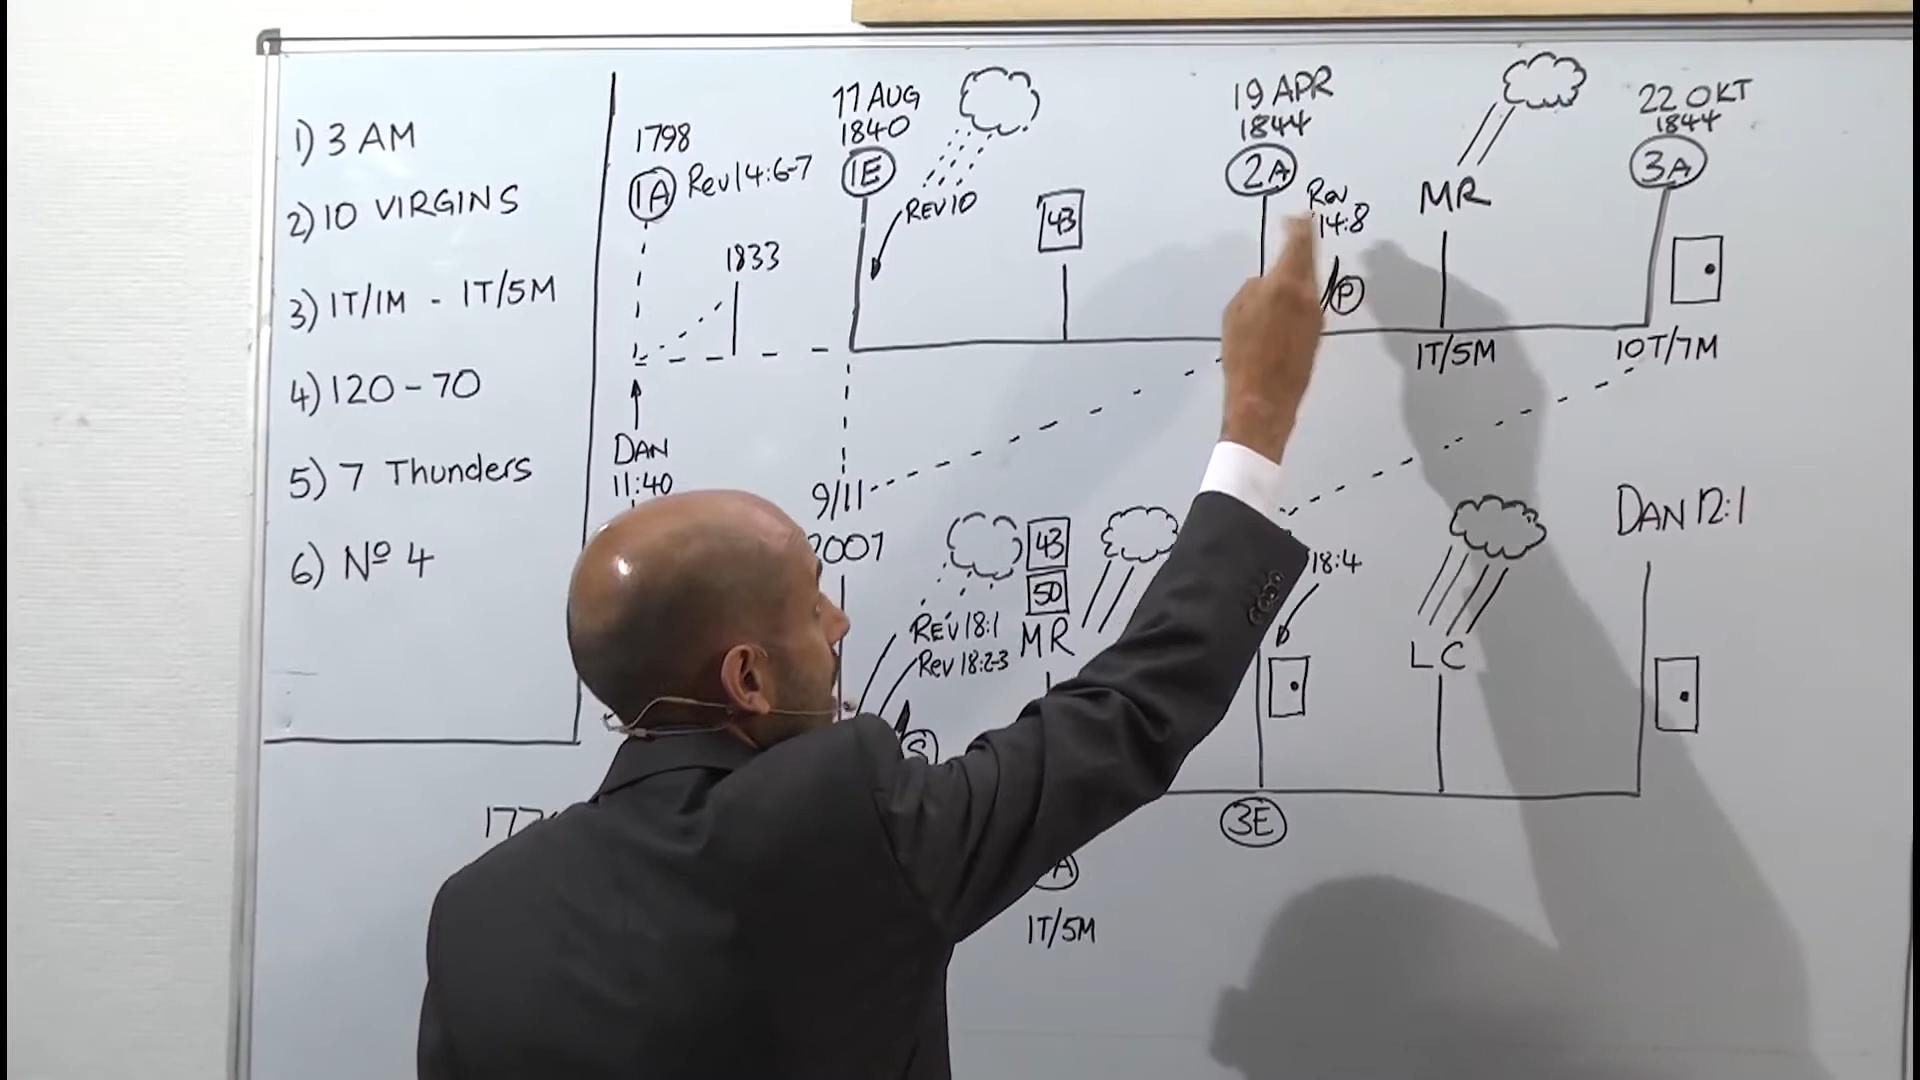 1) 3 AM
2) 10 VIRGINS
3) 1T/1M - 1T/5M
4) 120 - 70
5) 7 Thunders
6) Nº 4
1798
1A Rev 14:6-7
1833
DAN
11:40
11 AUG
1840
1E
REV 10
43
19 APR
1844
2A
Rev
14:8
P
MR
1T/5M
22 OKT
1844
3A
10T/7M
9/11
2001
43
50
MR
REV 18:1
Rev 18:2-3
S
A
1T/5M
18:4
3E
LC
DAN 12:1